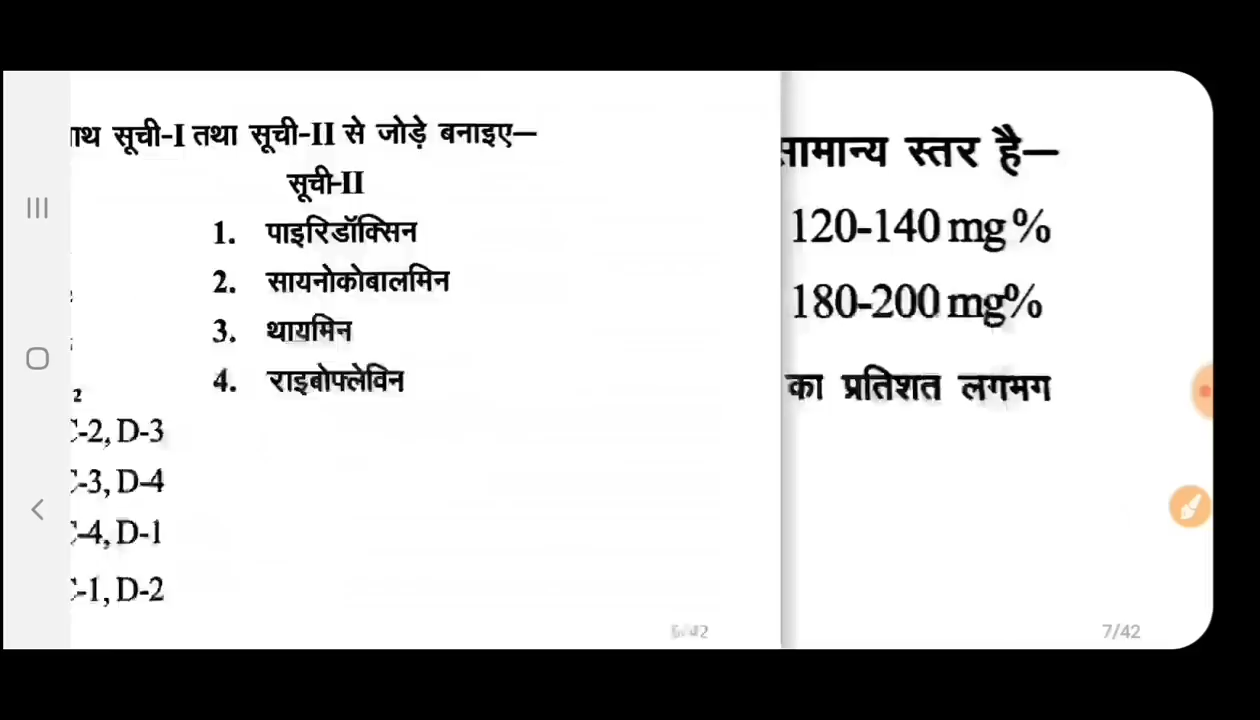 सूची-I तथा सूची-II से जोड़े बनाइए—
सूची-II
1. पाइरिडॉक्सिन
2. सायनोकोबालमिन
3. थायमिन
4. राइबोफ्लेविन
2
-2, D-3
-3, D-4
-4, D-1
-1, D-2
सामान्य स्तर है—
120-140 mg%
180-200 mg%
का प्रतिशत लगमग
7/42